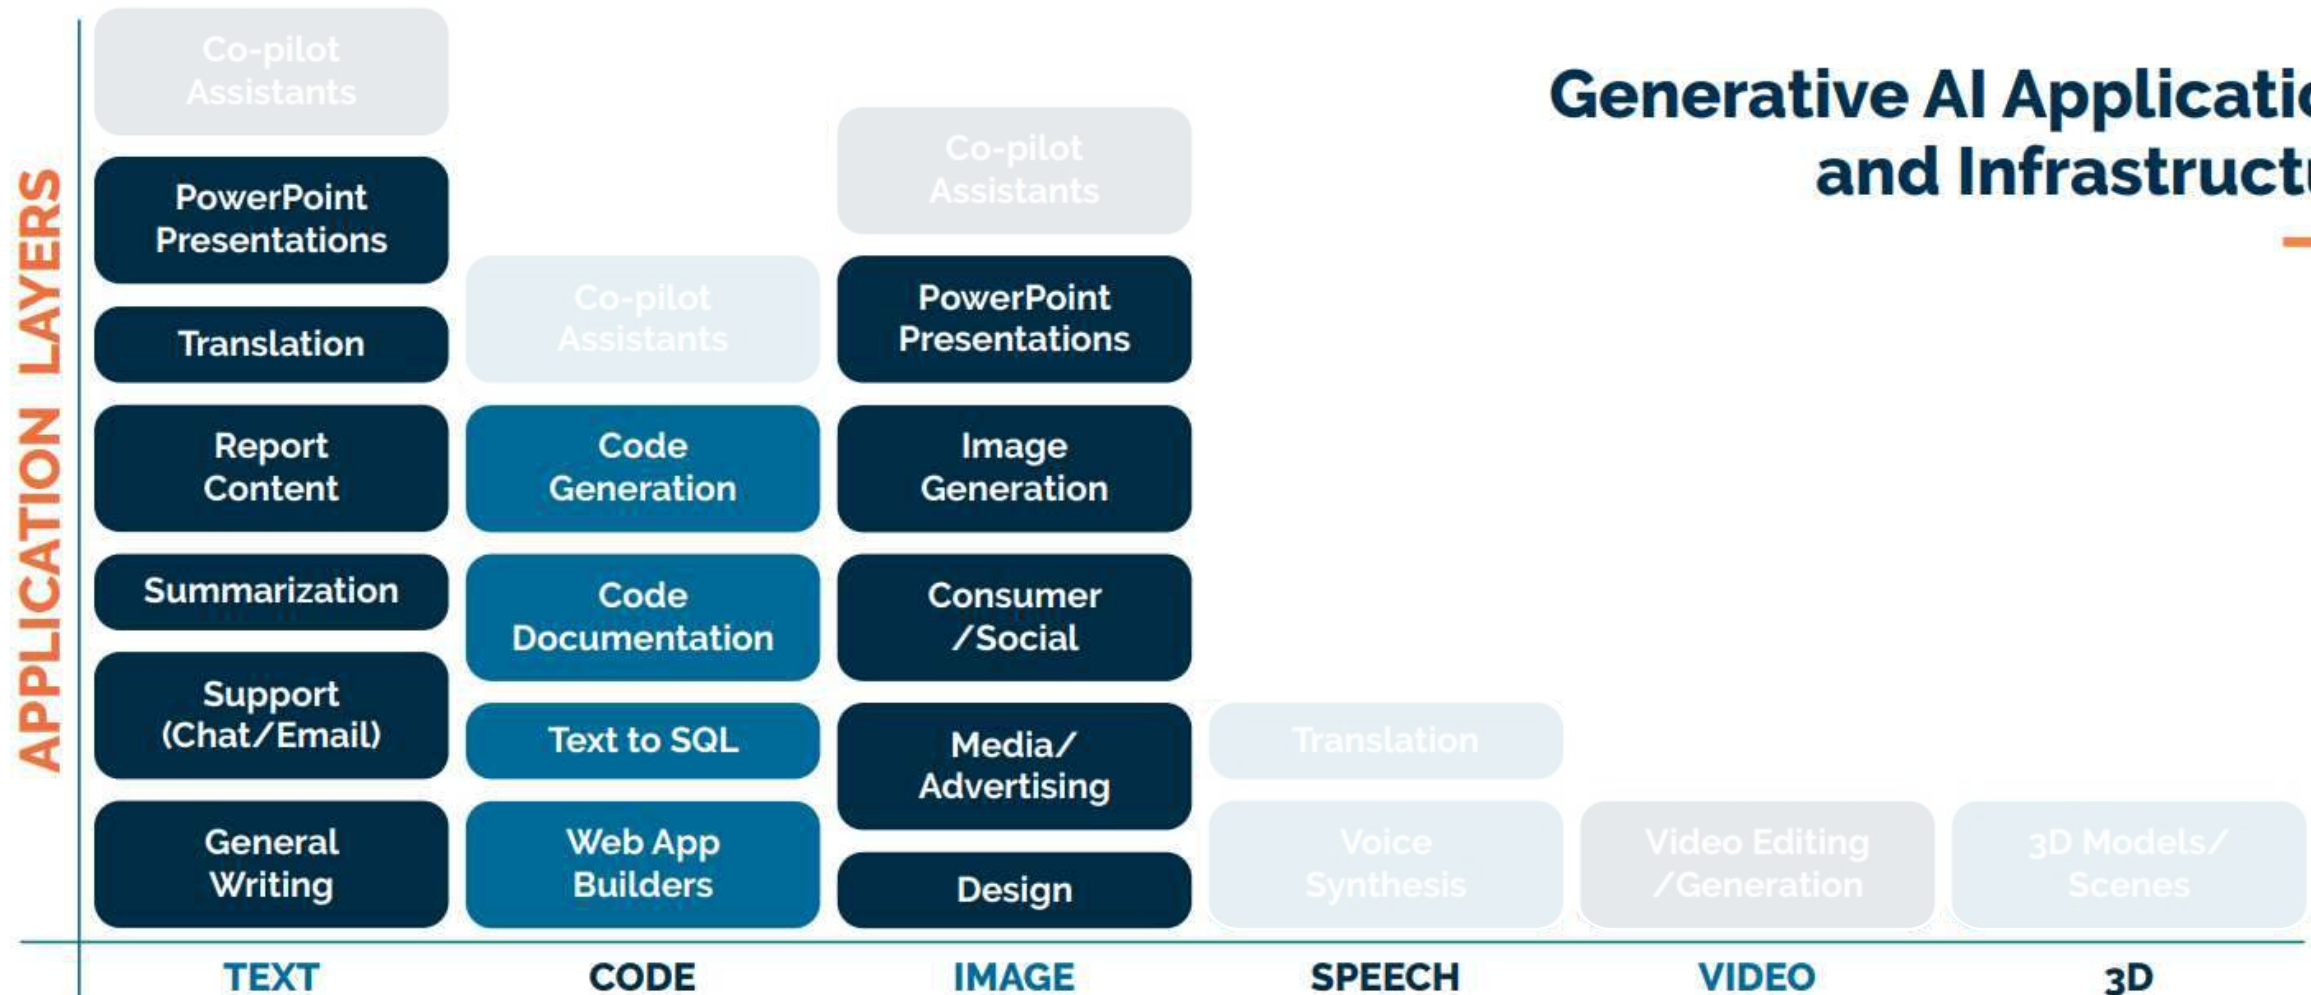 Generative AI Applicatio
and Infrastructu
APPLICATION LAYERS
Co-pilot
Assistants
PowerPoint
Presentations
Translation
Report
Content
Summarization
Support
(Chat/Email)
General
Writing
TEXT
Co-pilot
Assistants
Code
Generation
Code
Documentation
Text to SQL
Web App
Builders
CODE
Co-pilot
Assistants
PowerPoint
Presentations
Image
Generation
Consumer
/Social
Media/
Advertising
Design
IMAGE
Translation
Voice
Synthesis
SPEECH
Video Editing
/Generation
VIDEO
3D Models/
Scenes
3D